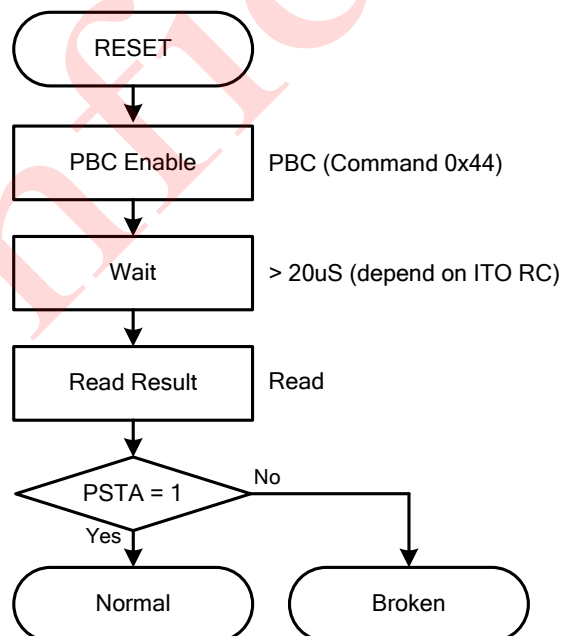 RESET
PBC Enable
PBC (Command 0x44)
Wait
> 20uS (depend on ITO RC)
Read Result
Read
PSTA = 1
No
Yes
Normal
Broken